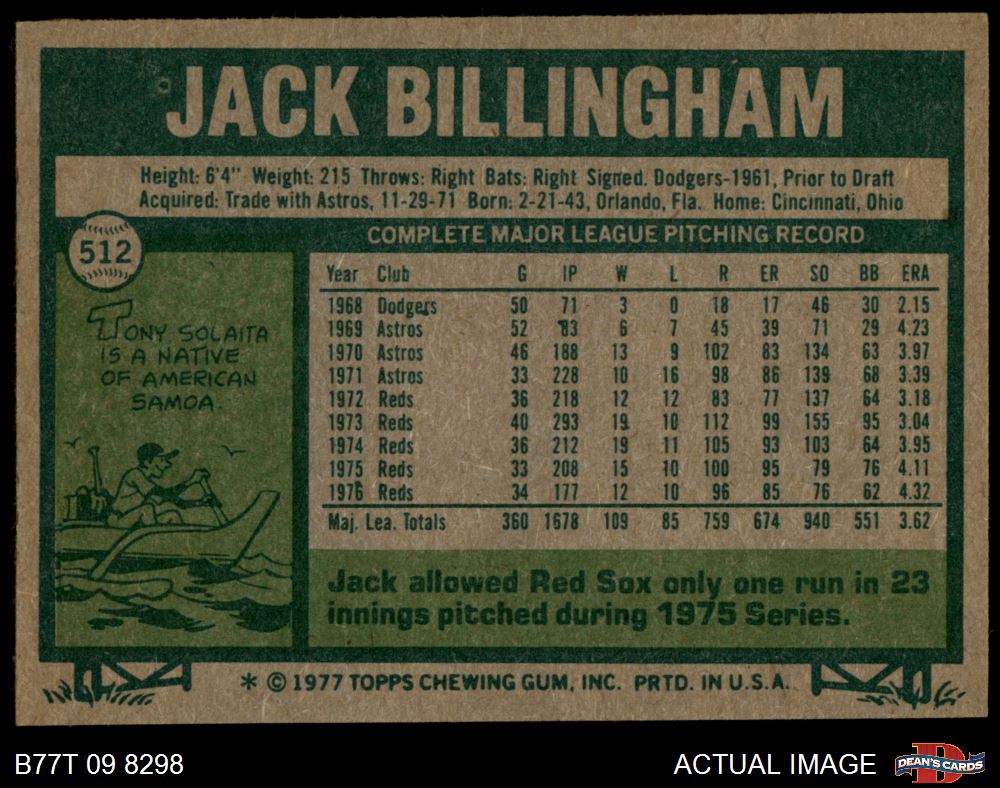 JACK BILLINGHAM
Height: 6'4" Weight: 215 Throws: Right Bats: Right Signed. Dodgers-1961, Prior to Draft
Acquired: Trade with Astros, 11-29-71 Born: 2-21-43, Orlando, Fla. Home: Cincinnati, Ohio
512
COMPLETE MAJOR LEAGUE PITCHING RECORD
Year Club G IP W L R ER SO BB ERA
1968 Dodgers 50 71 3 0 18 17 46 30 2.15
1969 Astros 52 83 6 7 45 39 71 29 4.23
1970 Astros 46 188 13 9 102 83 134 63 3.97
1971 Astros 33 228 10 16 98 86 139 68 3.39
1972 Reds 36 218 12 12 83 77 137 64 3.18
1973 Reds 40 293 19 10 112 99 155 95 3.04
1974 Reds 36 212 19 11 105 93 103 64 3.95
1975 Reds 33 208 15 10 100 95 79 76 4.11
1976 Reds 34 177 12 10 96 85 76 62 4.32
Maj. Lea. Totals 360 1678 109 85 759 674 940 551 3.62
TONY SOLAITA
IS A NATIVE
OF AMERICAN
SAMOA.
Jack allowed Red Sox only one run in 23
innings pitched during 1975 Series.
* © 1977 TOPPS CHEWING GUM, INC. PRTD. IN U.S.A.
B77T 09 8298
ACTUAL IMAGE
DEAN'S CARDS